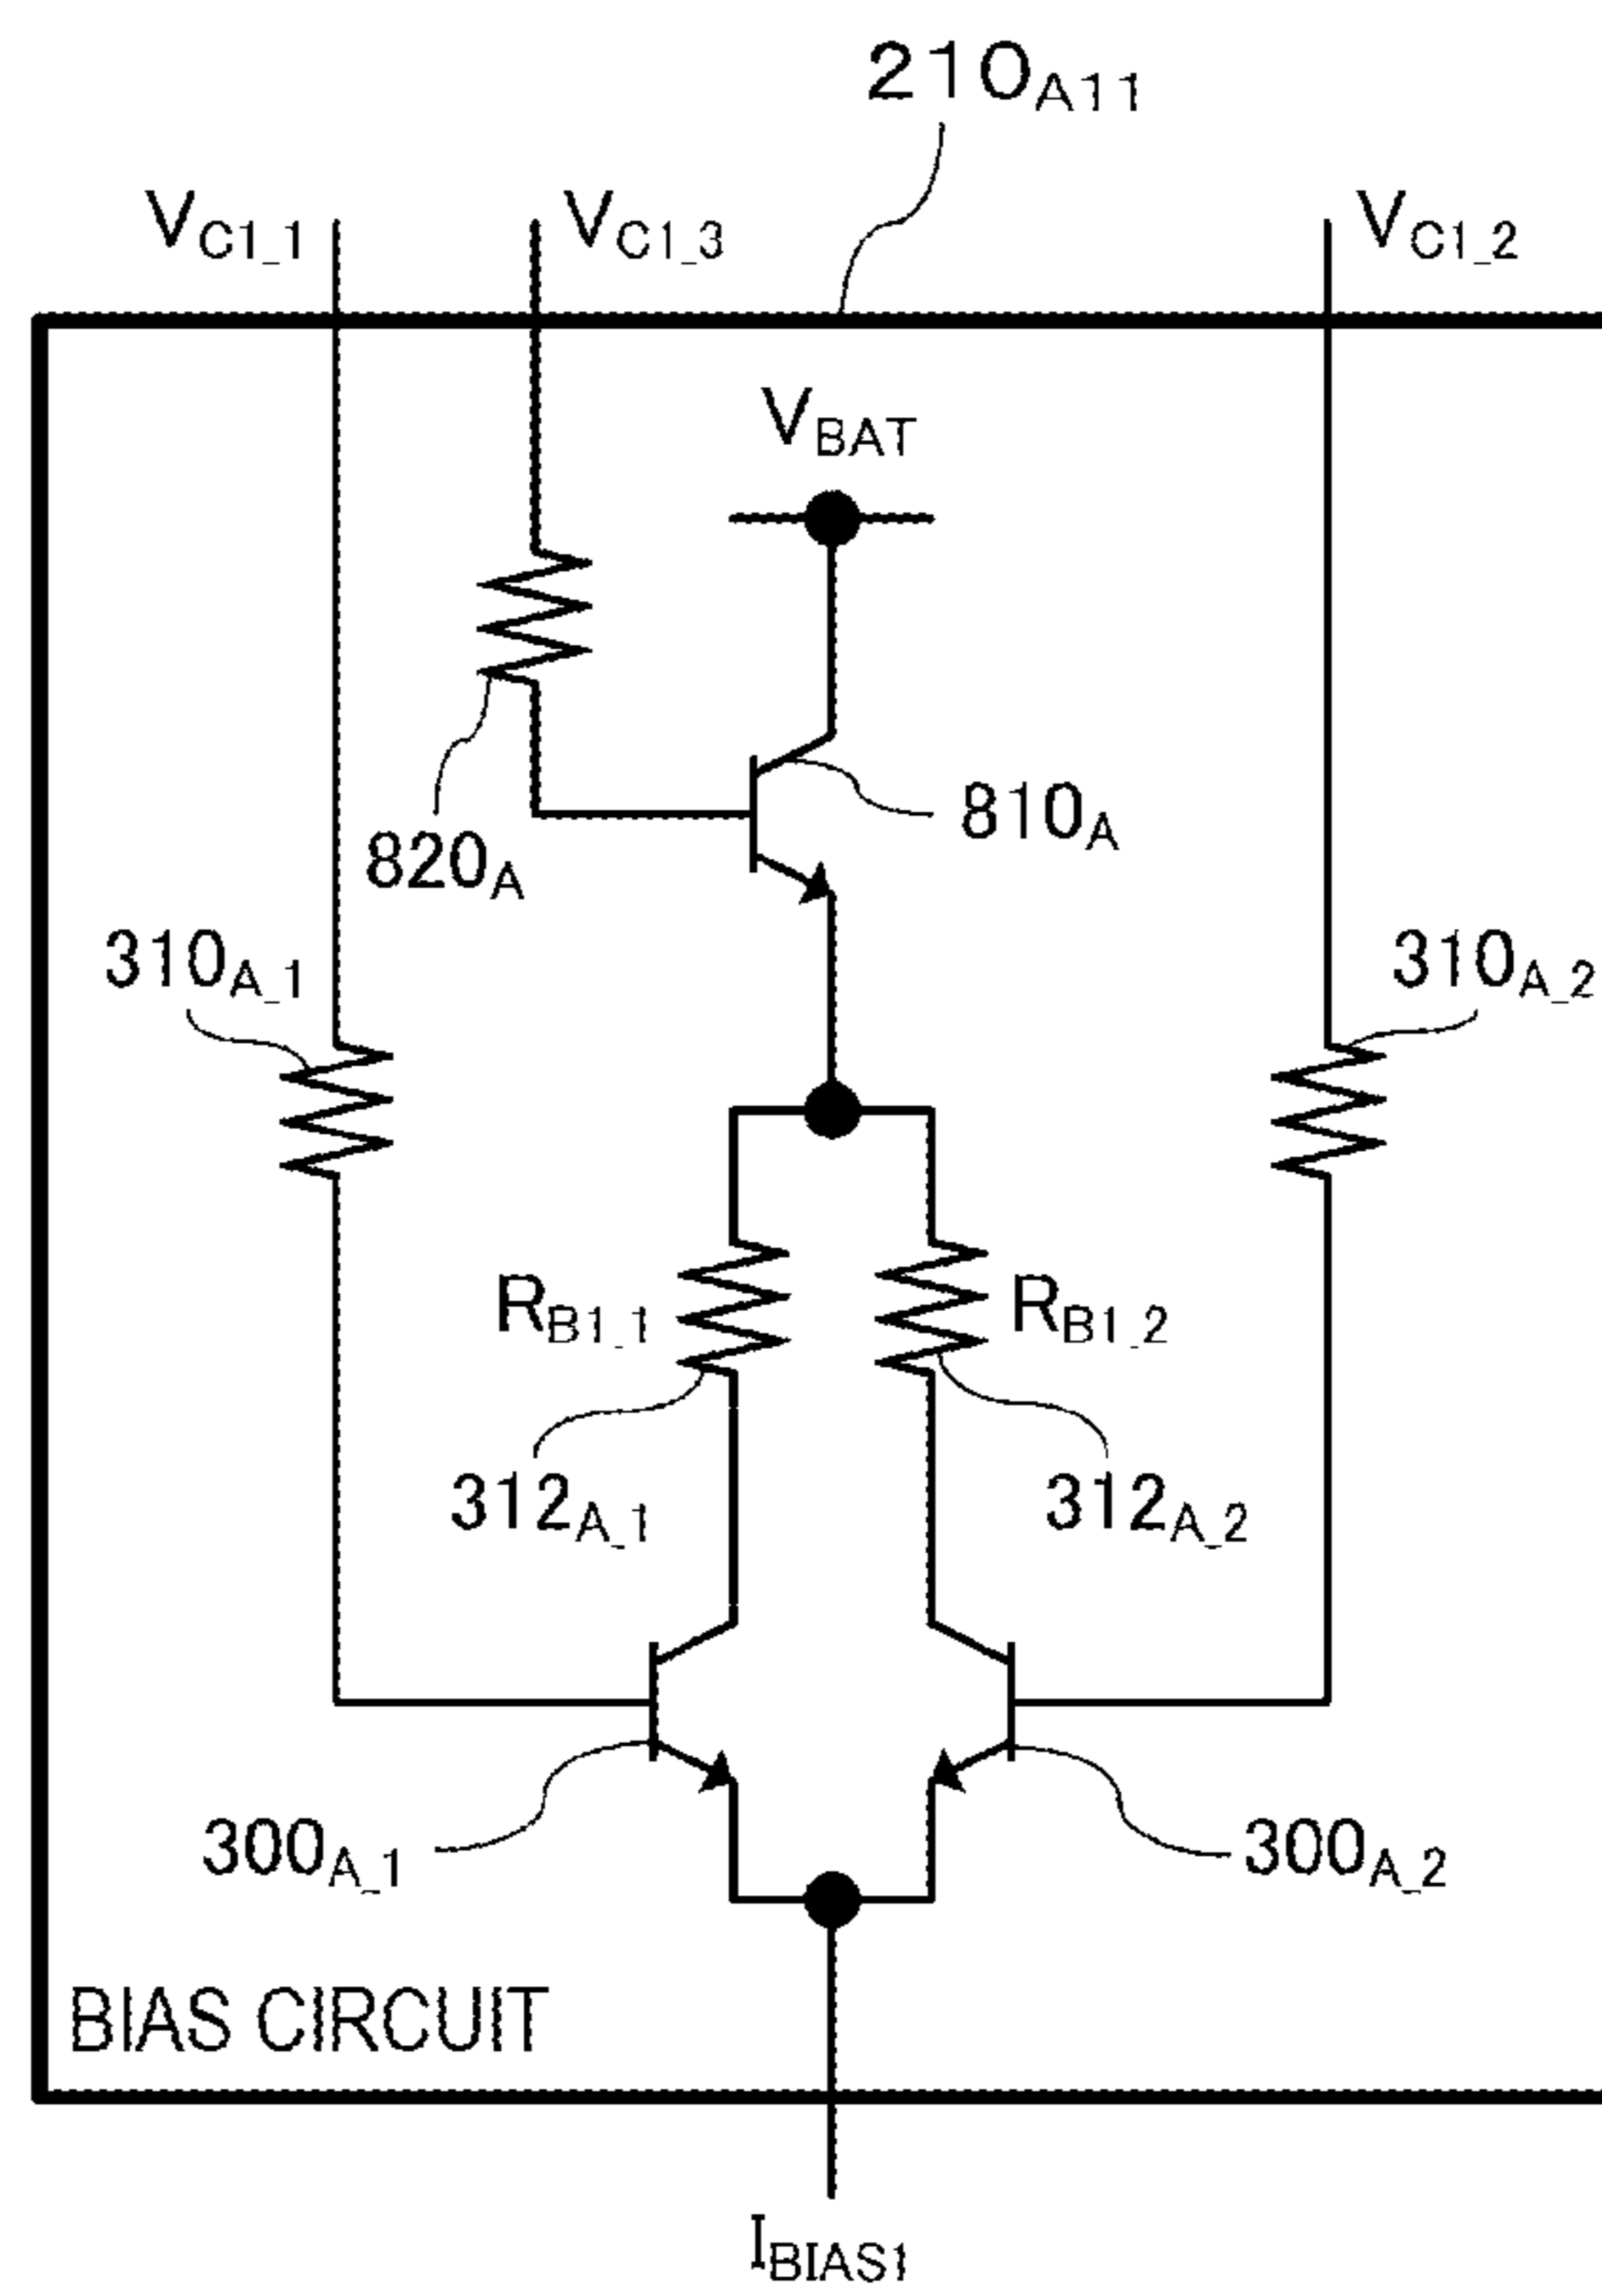 210A11
VC1_1
VC1_3
VC1_2
VBAT
810A
820A
310A_1
310A_2
RB1_1
RB1_2
312A_1
312A_2
300A_1
300A_2
BIAS CIRCUIT
IBIAS1